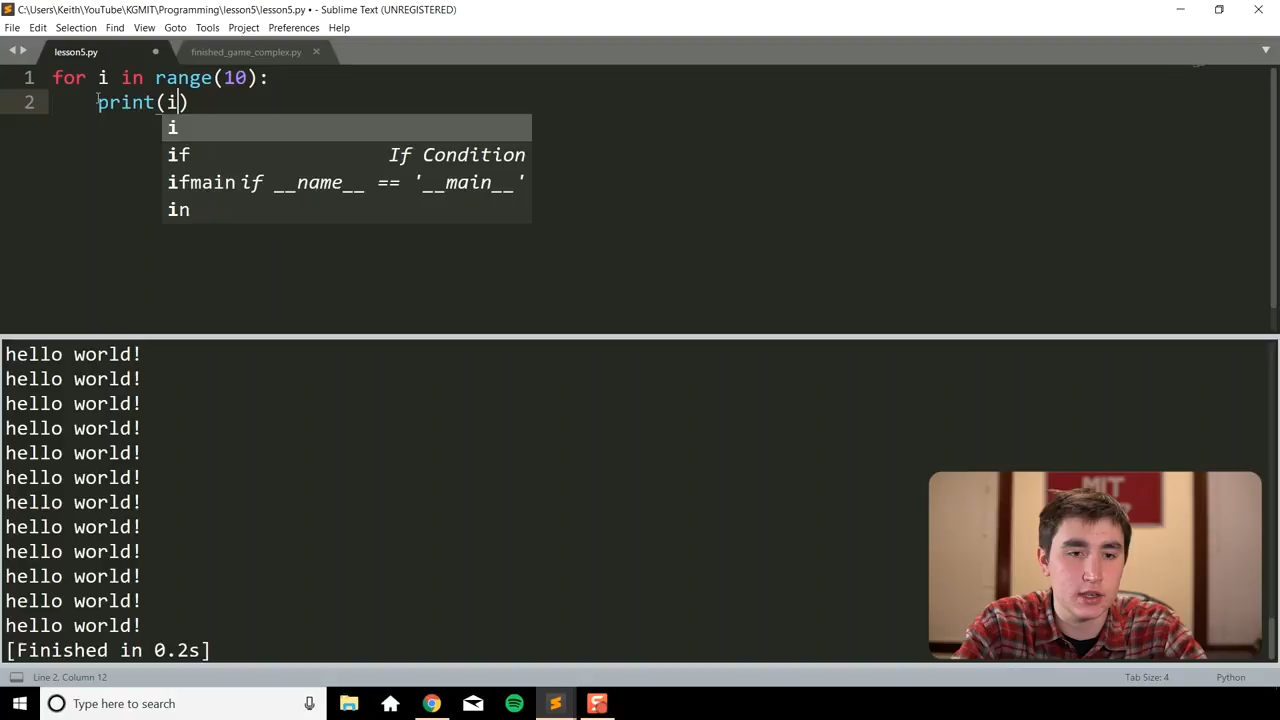 C:\Users\Keith\YouTube\KGMIT\Programming\lesson5\lesson5.py • - Sublime Text (UNREGISTERED)
File Edit Selection Find View Goto Tools Project Preferences Help
lesson5.py finished_game_complex.py
1 for i in range(10):
2 print(i)
i
if If Condition
ifmain if __name__ == '__main__'
in
hello world!
hello world!
hello world!
hello world!
hello world!
hello world!
hello world!
hello world!
hello world!
hello world!
hello world!
hello world!
[Finished in 0.2s]
MIT
Line 2, Column 12 Tab Size: 4 Python
Type here to search